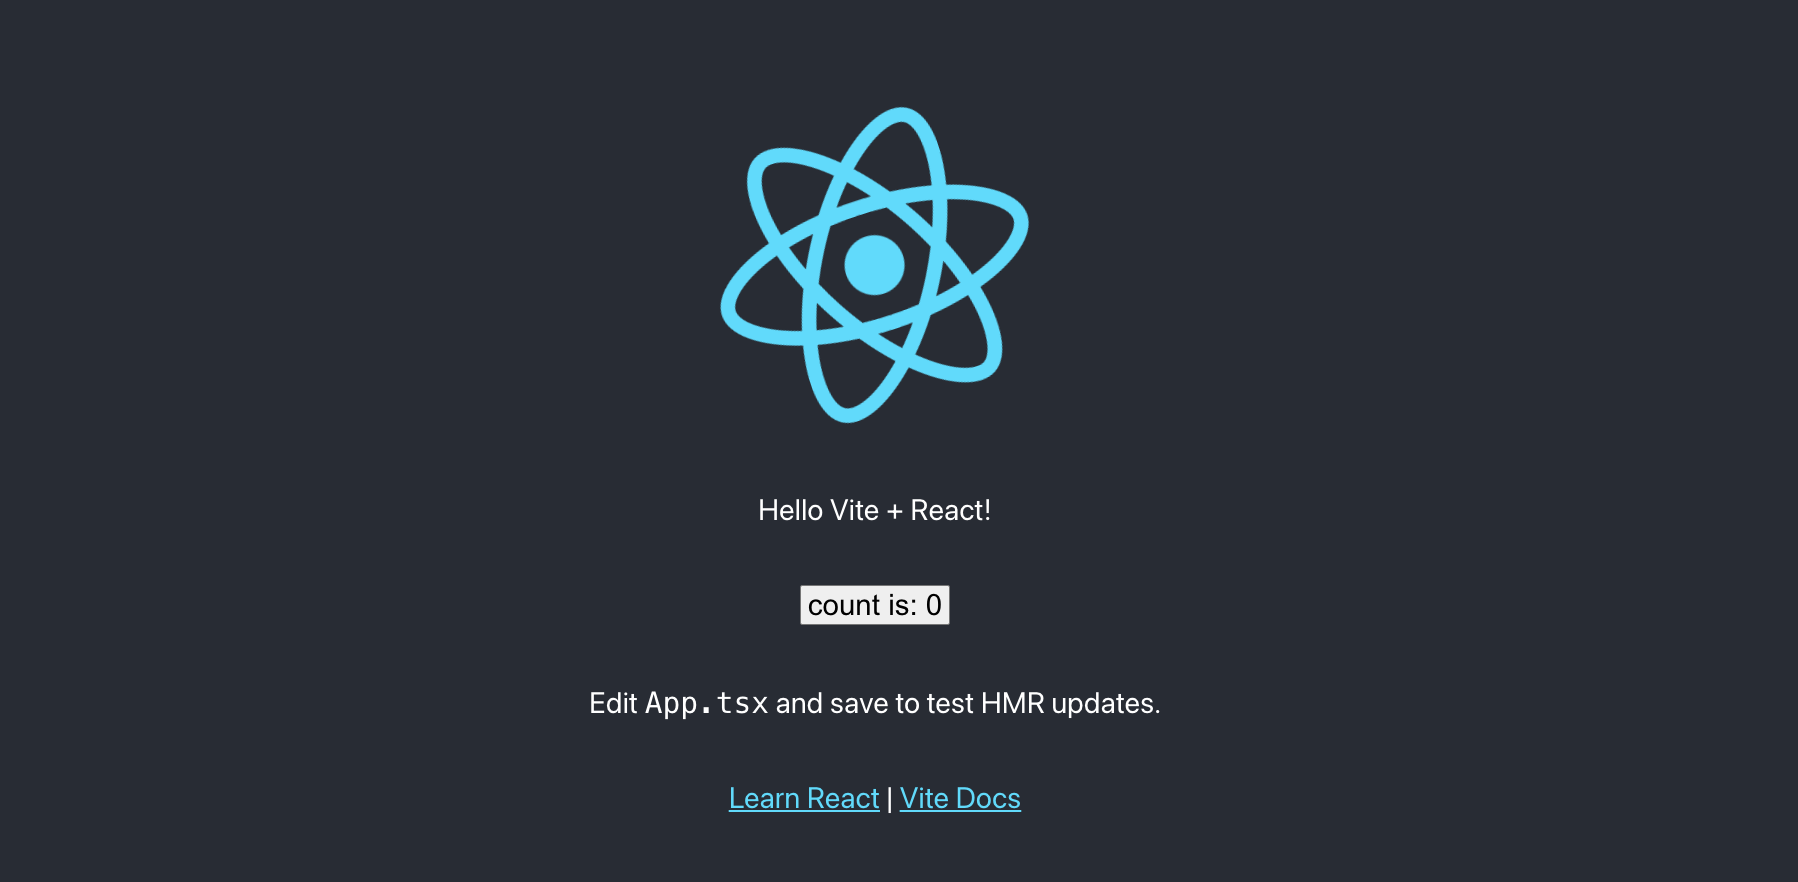 Hello Vite + React!
count is: 0
Edit App.tsx and save to test HMR updates.
Learn React | Vite Docs